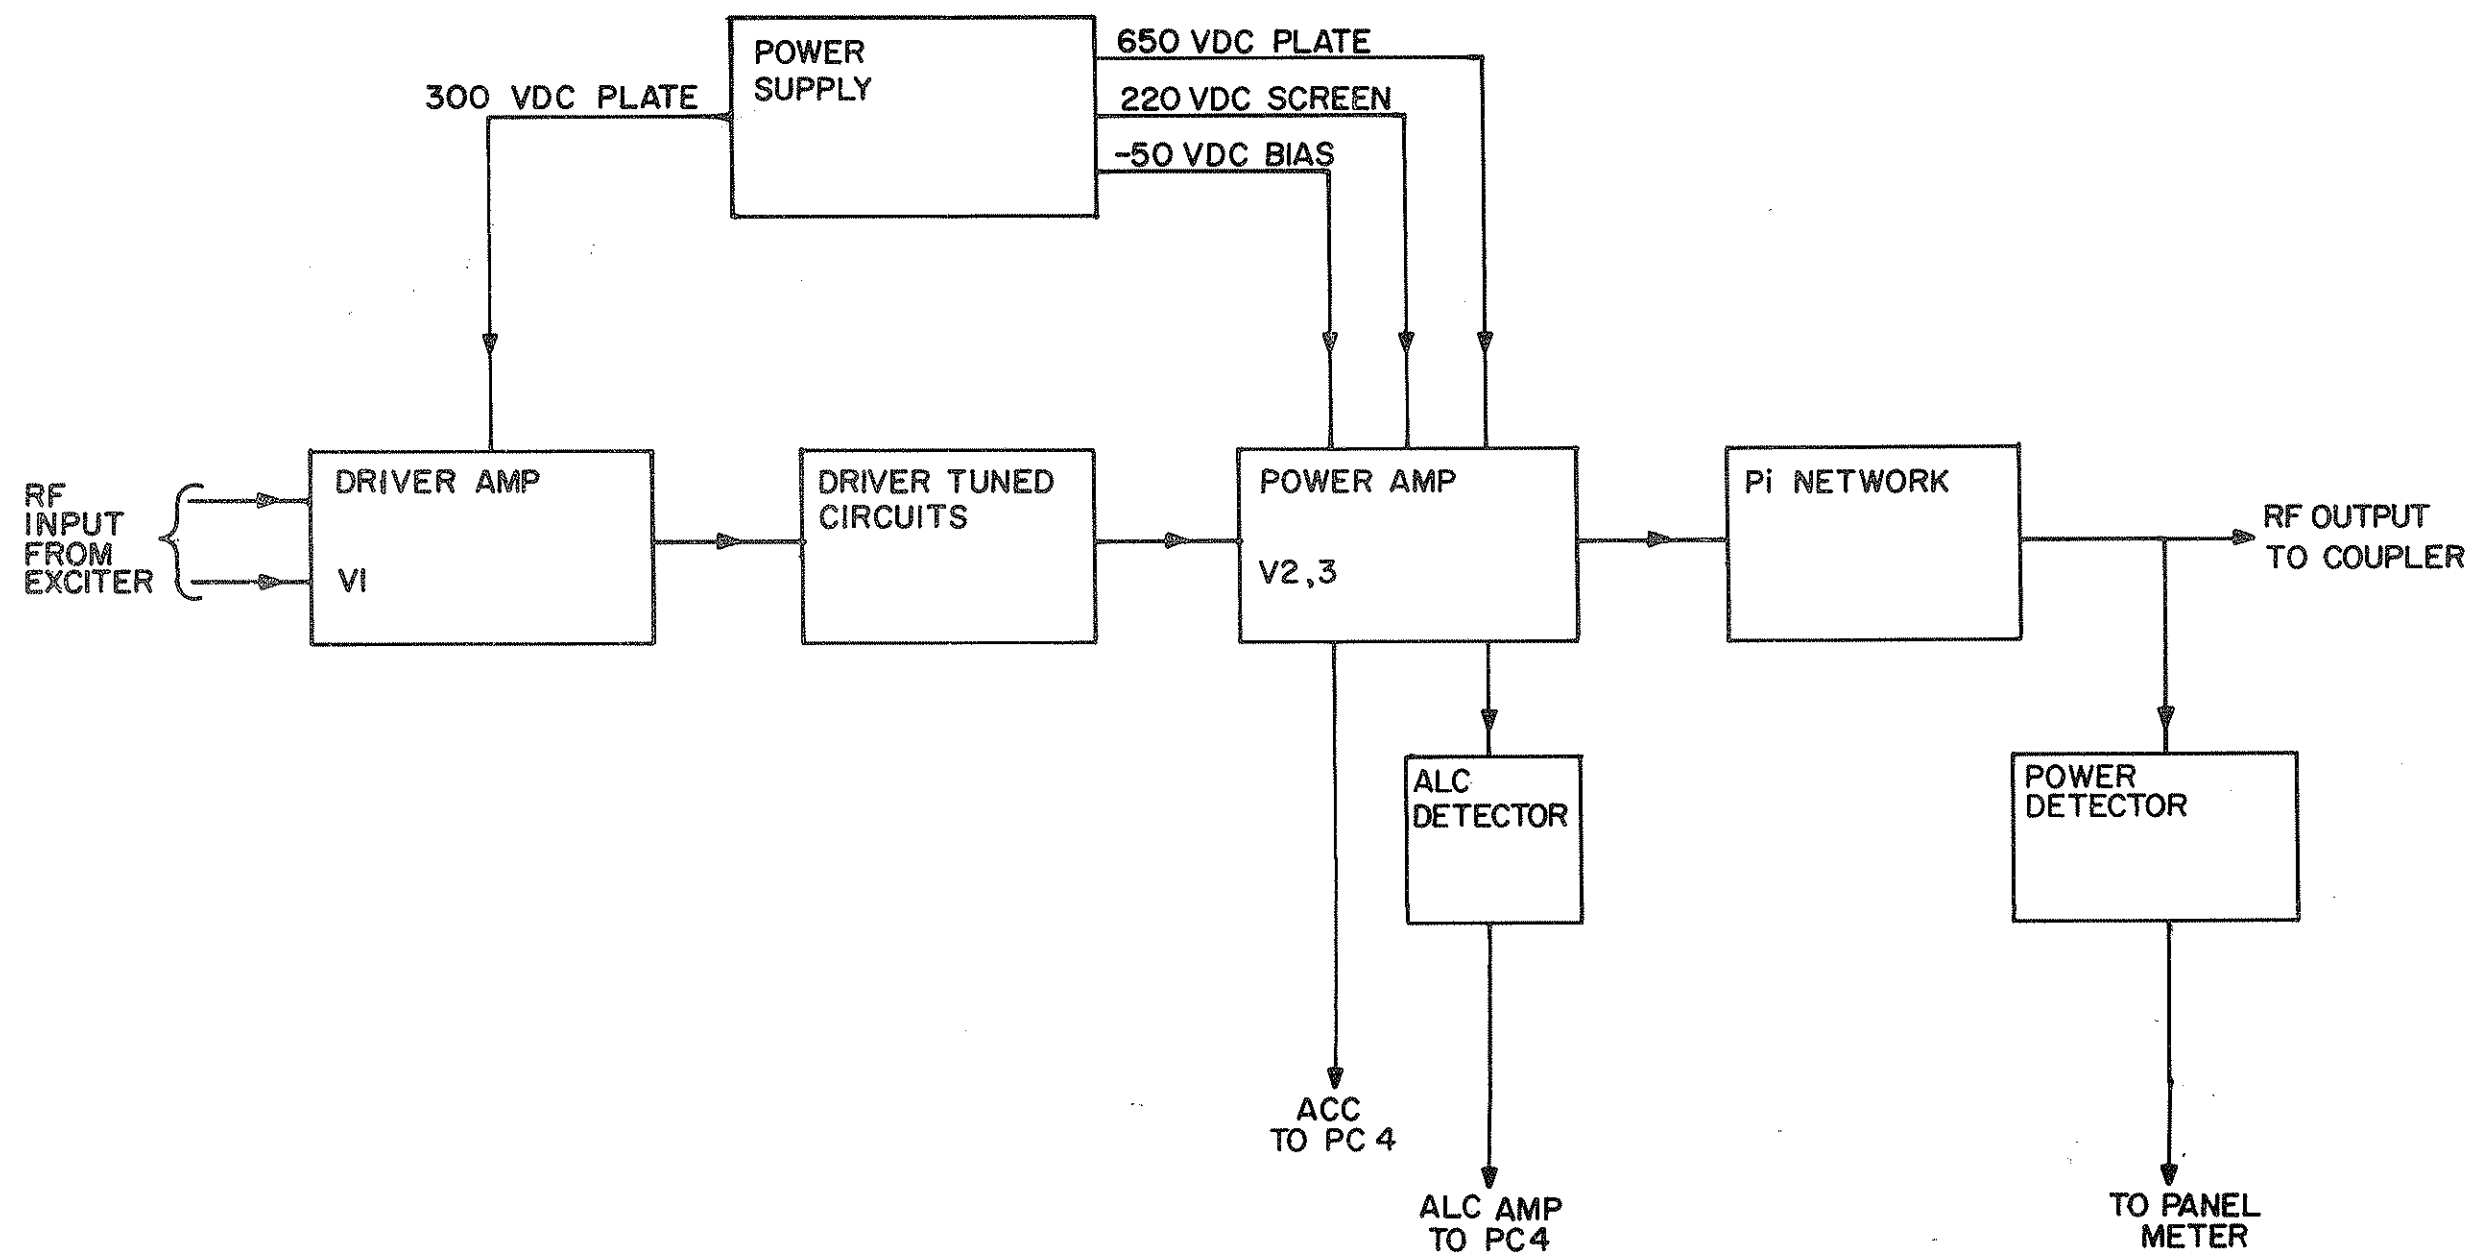 POWER
SUPPLY
650 VDC PLATE
300 VDC PLATE
220 VDC SCREEN
-50 VDC BIAS
RF
INPUT
FROM
EXCITER
DRIVER AMP
V1
DRIVER TUNED
CIRCUITS
POWER AMP
V2,3
Pi NETWORK
RF OUTPUT
TO COUPLER
ALC
DETECTOR
POWER
DETECTOR
ACC
TO PC 4
ALC AMP
TO PC4
TO PANEL
METER